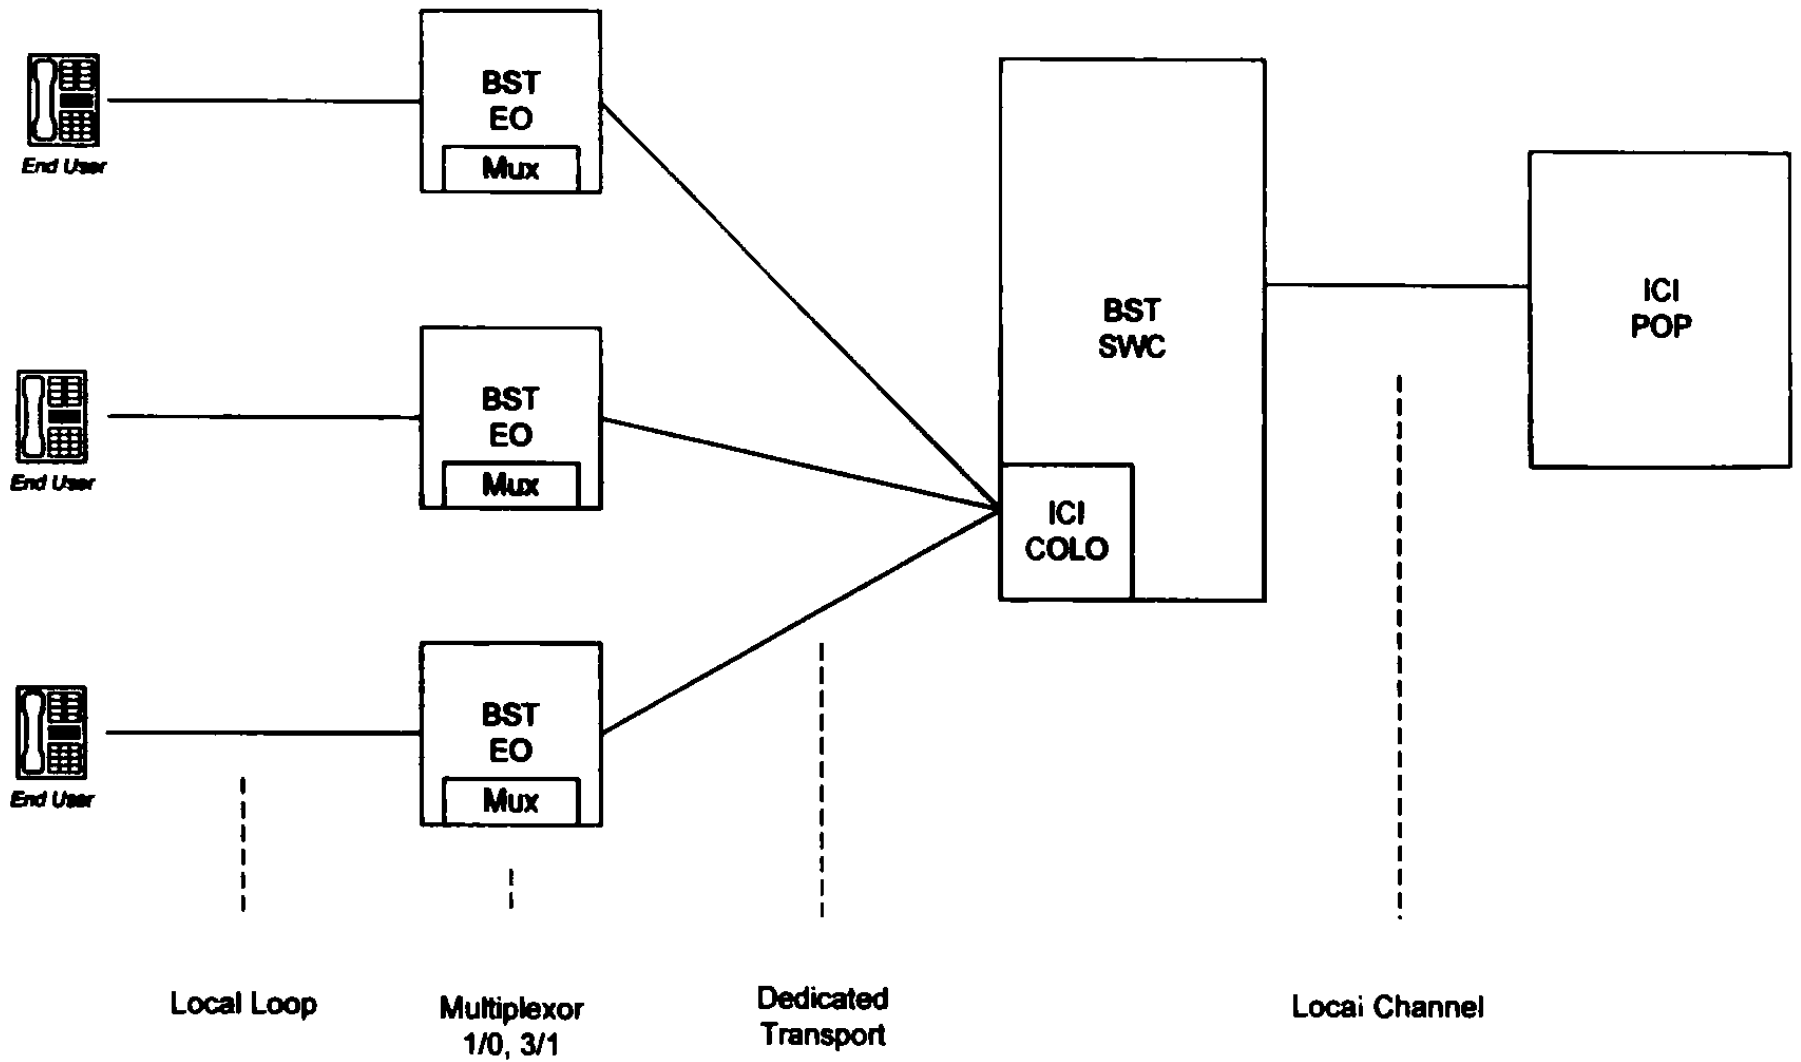 End User
BST
EO
Mux
End User
BST
EO
Mux
End User
BST
EO
Mux
BST
SWC
ICI
COLO
ICI
POP
Local Loop
Multiplexor
1/0, 3/1
Dedicated
Transport
Local Channel